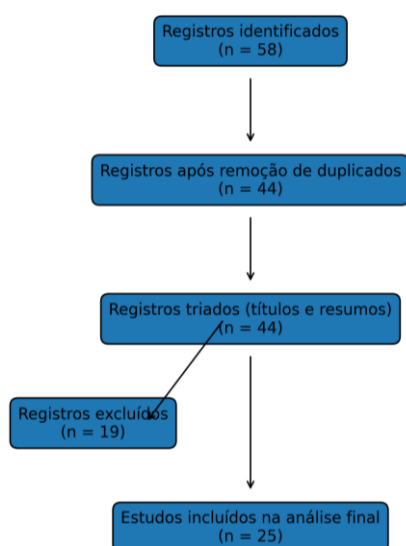 Registros identificados
(n = 58)
Registros após remoção de duplicados
(n = 44)
Registros triados (títulos e resumos)
(n = 44)
Registros excluídos
(n = 19)
Estudos incluídos na análise final
(n = 25)